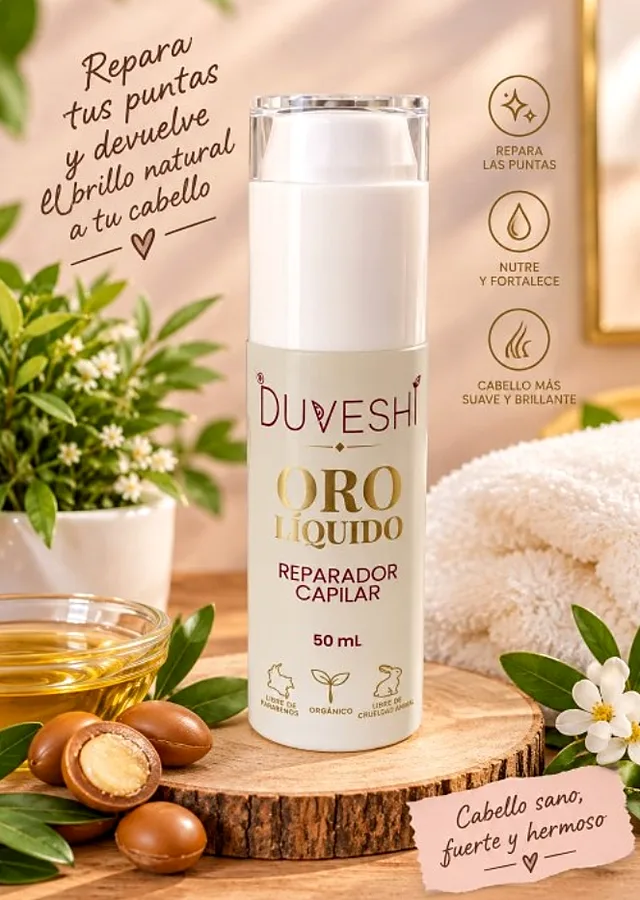 Repara
tus puntas
y devuelve
el brillo natural
a tu cabello
REPARA
LAS PUNTAS
NUTRE
Y FORTALECE
CABELLO MÁS
SUAVE Y BRILLANTE
DUVESHI
ORO
LÍQUIDO
REPARADOR
CAPILAR
50 mL
LIBRE DE
PARABENOS
ORGÁNICO
LIBRE DE
CRUELDAD ANIMAL
Cabello sano,
fuerte y hermoso